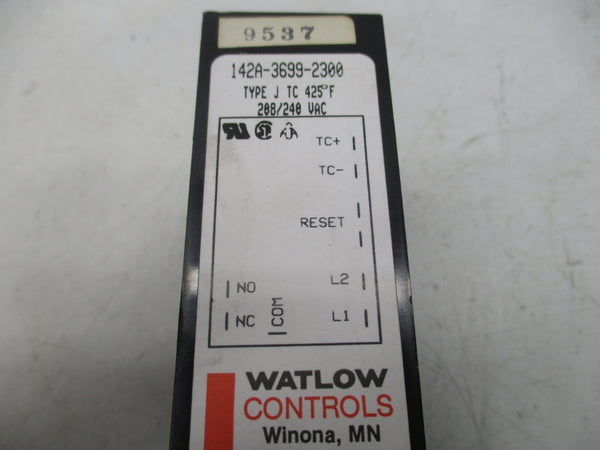 9537
142A-3699-2300
TYPE J TC 425°F
208/240 VAC
TC+
TC-
RESET
NO
L2
NC
COM
L1
WATLOW
CONTROLS
Winona, MN